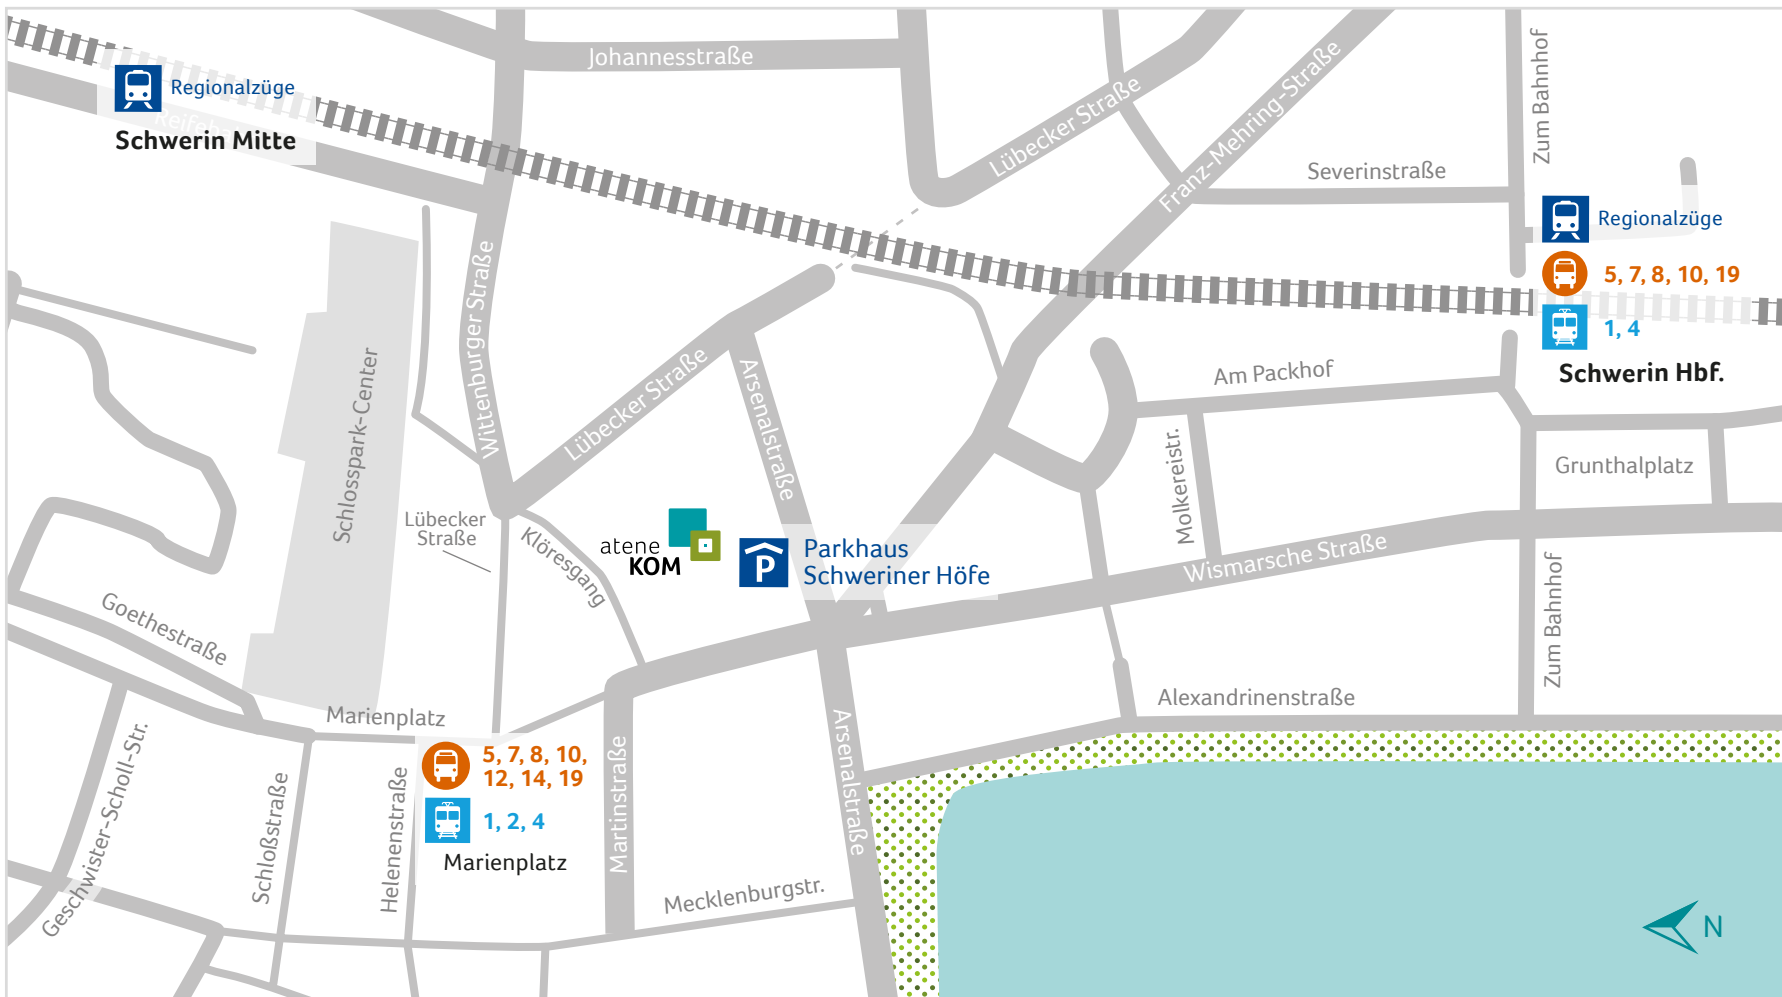 Johannesstraße
Regionalzüge
Schwerin Mitte
Lübecker Straße
Franz-Mehring-Straße
Zum Bahnhof
Severinstraße
Regionalzüge
5, 7, 8, 10, 19
1, 4
Schwerin Hbf.
Wittenburger Straße
Schlosspark-Center
Lübecker Straße
Arsenalstraße
Am Packhof
Molkereistr.
Grunthalplatz
Lübecker
Straße
Klöresgang
atene
KOM
P
Parkhaus
Schweriner Höfe
Wismarsche Straße
Zum Bahnhof
Goethestraße
Marienplatz
Alexandrinenstraße
Geschwister-Scholl-Str.
Schloßstraße
Helenenstraße
5, 7, 8, 10,
12, 14, 19
1, 2, 4
Marienplatz
Martinstraße
Arsenalstraße
Mecklenburgstr.
N